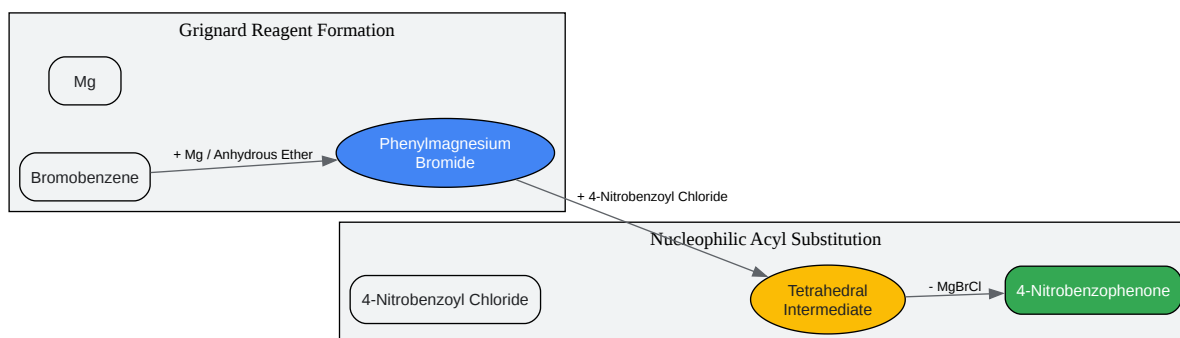 Grignard Reagent Formation
Mg
Bromobenzene
+ Mg / Anhydrous Ether
Phenylmagnesium
Bromide
+ 4-Nitrobenzoyl Chloride
Nucleophilic Acyl Substitution
4-Nitrobenzoyl Chloride
Tetrahedral
Intermediate
- MgBrCl
4-Nitrobenzophenone